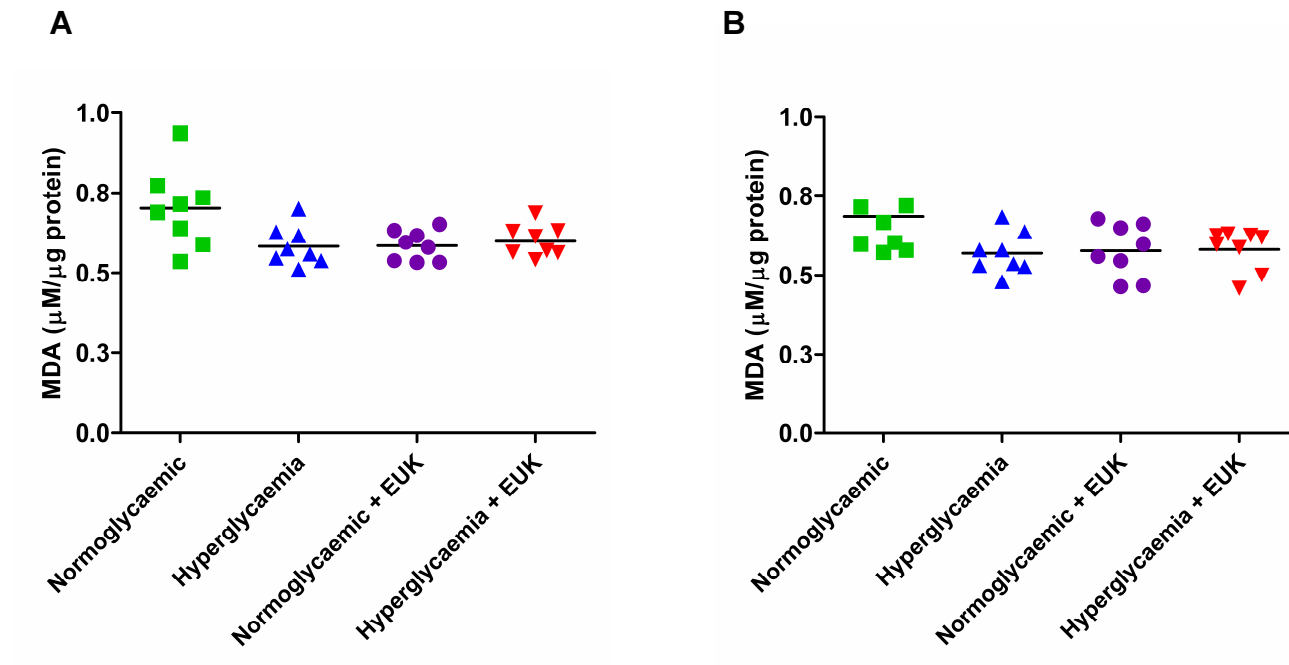 A
MDA (μM/μg protein)
1.0
0.8
0.5
0.3
0.0
Normoglycaemic
Hyperglycaemia
Normoglycaemic + EUK
Hyperglycaemia + EUK
B
MDA (μM/μg protein)
1.0
0.8
0.5
0.3
0.0
Normoglycaemic
Hyperglycaemia
Normoglycaemic + EUK
Hyperglycaemia + EUK